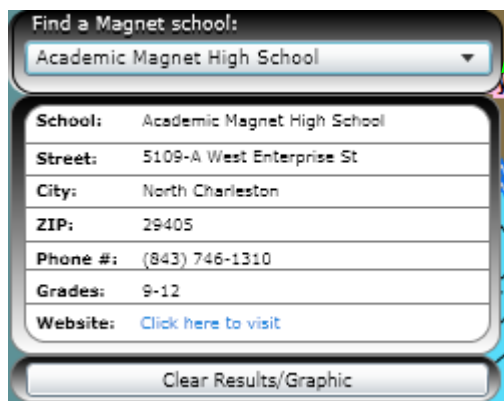 Find a Magnet school:
Academic Magnet High School
School: Academic Magnet High School
Street: 5109-A West Enterprise St
City: North Charleston
ZIP: 29405
Phone #: (843) 746-1310
Grades: 9-12
Website: Click here to visit
Clear Results/Graphic